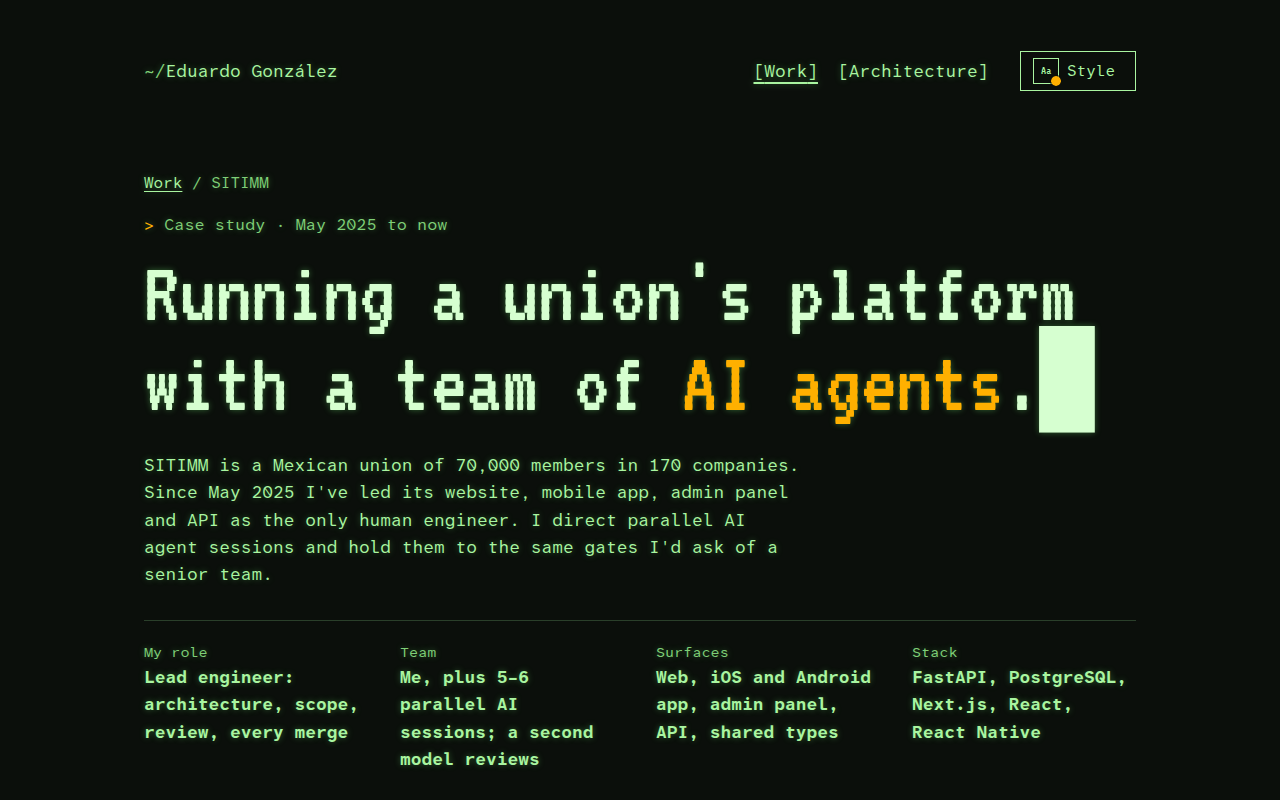 ~/Eduardo González
[Work] [Architecture]
Aa Style
Work / SITIMM
> Case study · May 2025 to now
Running a union's platform
with a team of AI agents.
SITIMM is a Mexican union of 70,000 members in 170 companies.
Since May 2025 I've led its website, mobile app, admin panel
and API as the only human engineer. I direct parallel AI
agent sessions and hold them to the same gates I'd ask of a
senior team.
My role
Lead engineer:
architecture, scope,
review, every merge
Team
Me, plus 5–6
parallel AI
sessions; a second
model reviews
Surfaces
Web, iOS and Android
app, admin panel,
API, shared types
Stack
FastAPI, PostgreSQL,
Next.js, React,
React Native